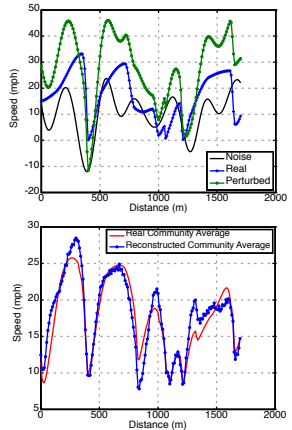 50
40
30
20
10
0
-10
-20
0 500 1000 1500 2000
Speed (mph)
Distance (m)
Noise
Real
Perturbed
30
25
20
15
10
5
0 500 1000 1500 2000
Speed (mph)
Distance (m)
Real Community Average
Reconstructed Community Average